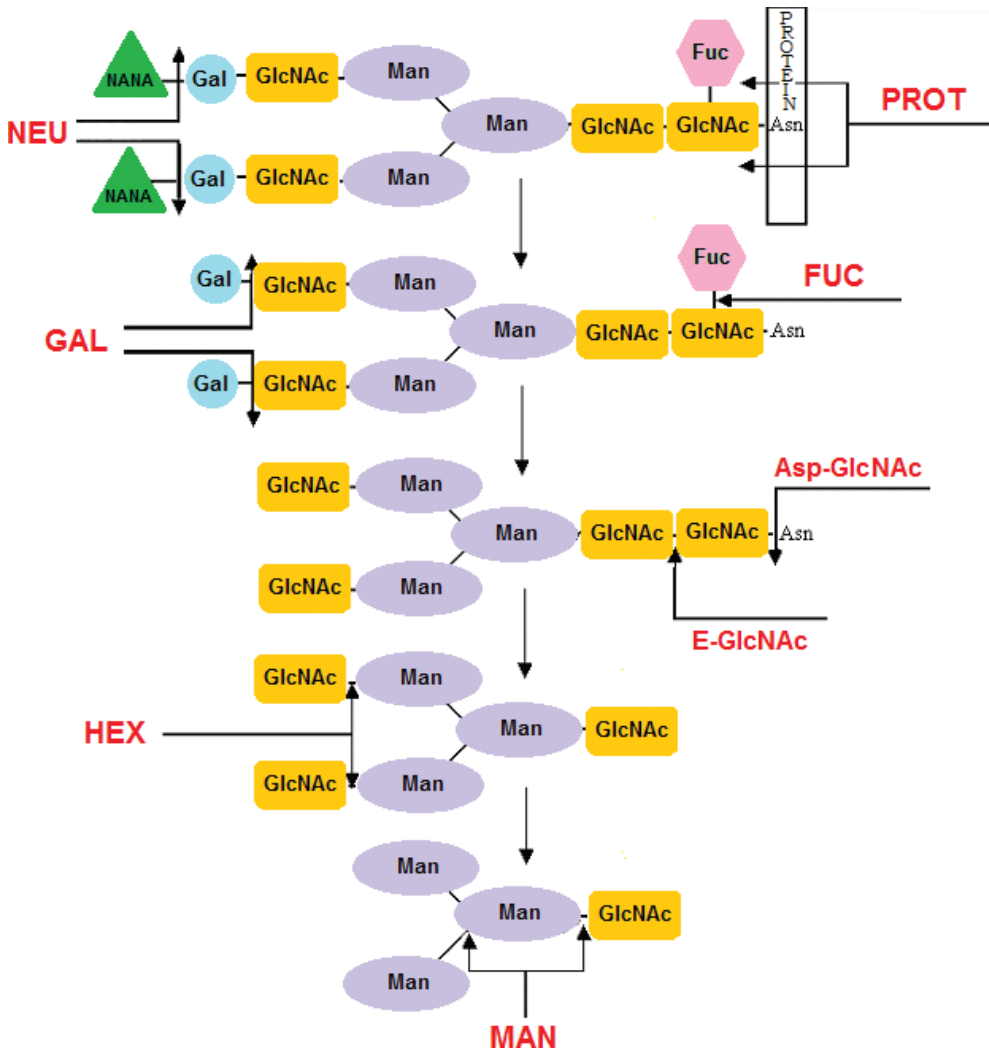 NANA Gal GlcNAc Man Fuc PROTEIN
NEU Man GlcNAc GlcNAc Asn PROT
NANA Gal GlcNAc Man
Gal GlcNAc Man Fuc FUC
GAL Man GlcNAc GlcNAc Asn
Gal GlcNAc Man
GlcNAc Man Asp-GlcNAc
Man GlcNAc GlcNAc Asn
GlcNAc Man
E-GlcNAc
GlcNAc Man
HEX Man GlcNAc
GlcNAc Man
Man
Man GlcNAc
Man
MAN